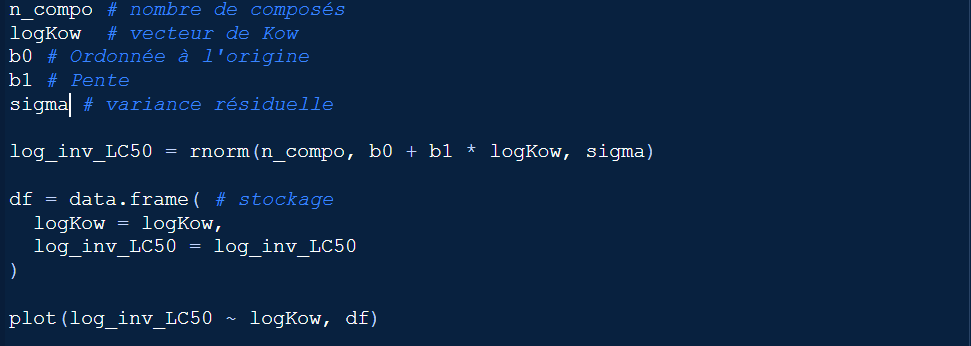 n_compo # nombre de composés
logKow  # vecteur de Kow
b0 # Ordonnée à l'origine
b1 # Pente
sigma # variance résiduelle
log_inv_LC50 = rnorm(n_compo, b0 + b1 * logKow, sigma)
df = data.frame( # stockage
  logKow = logKow,
  log_inv_LC50 = log_inv_LC50
)
plot(log_inv_LC50 ~ logKow, df)